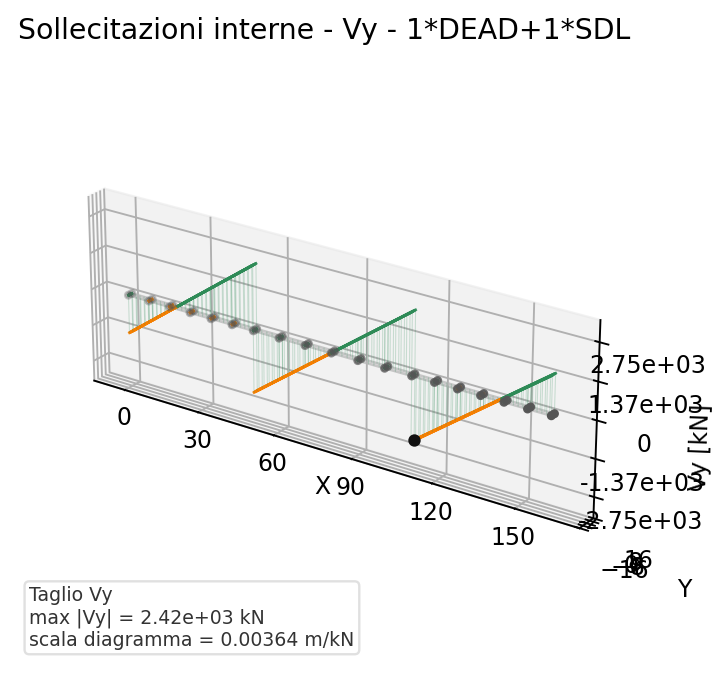 Sollecitazioni interne - Vy - 1*DEAD+1*SDL
2.75e+03
1.37e+03
0
-1.37e+03
-2.75e+03
Vy [kN]
0
30
60
90
120
150
X
−16
16
Y
Taglio Vy
max |Vy| = 2.42e+03 kN
scala diagramma = 0.00364 m/kN